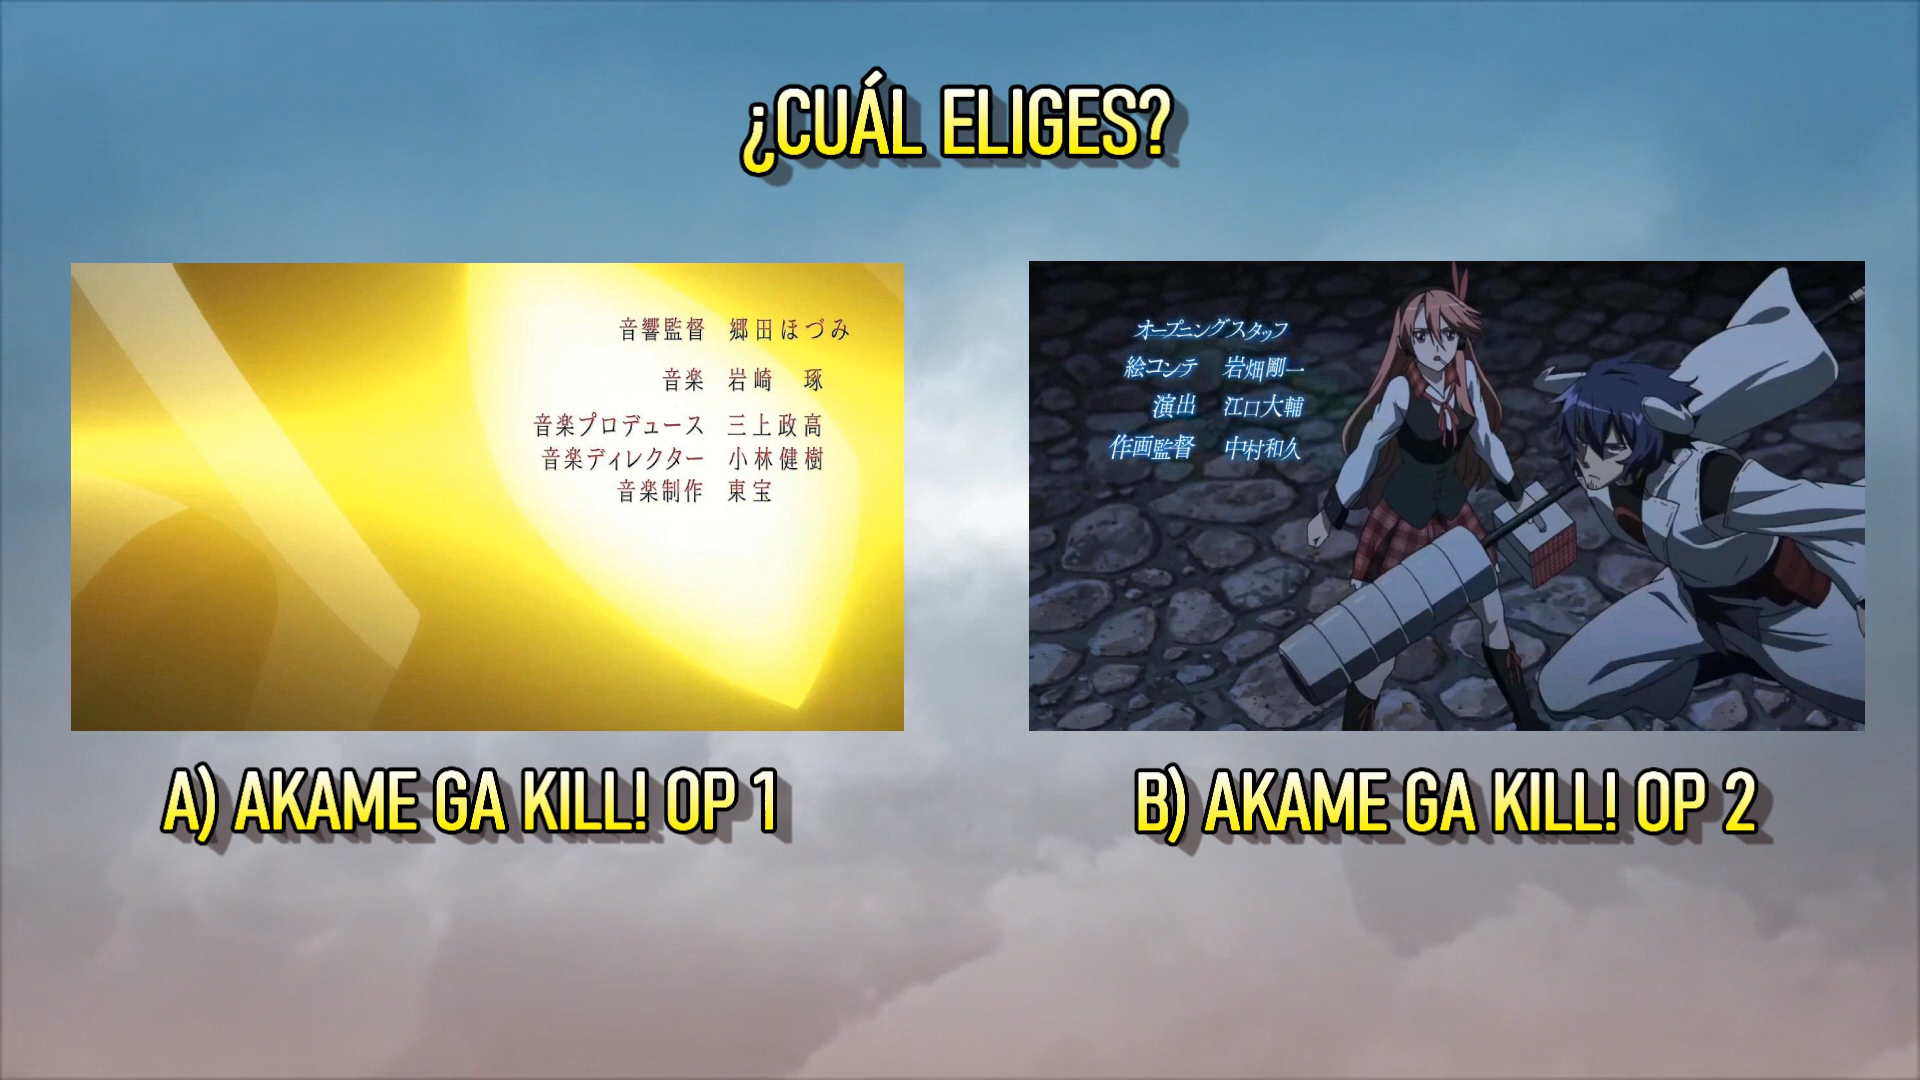 ¿CUÁL ELIGES?
音響監督 郷田ほづみ
音楽 岩崎 琢
音楽プロデュース 三上政高
音楽ディレクター 小林健樹
音楽制作 東宝
オープニングスタッフ
絵コンテ 岩畑剛一
演出 江口大輔
作画監督 中村和久
A) AKAME GA KILL! OP 1
B) AKAME GA KILL! OP 2